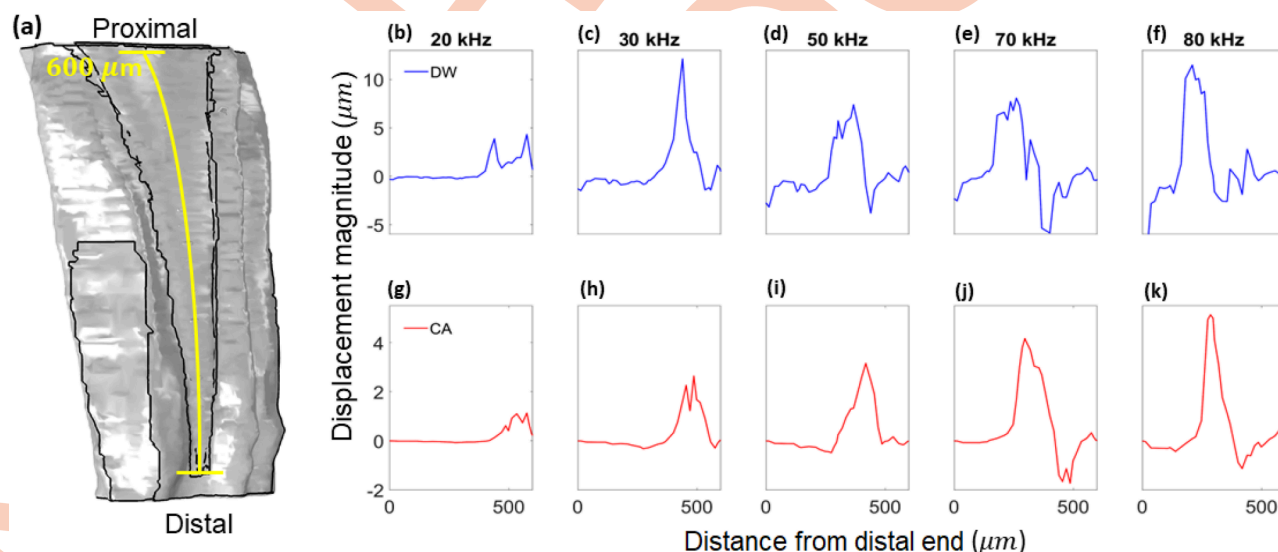 (a)
Proximal
600 μm
Distal
Displacement magnitude (μm)
(b)
20 kHz
DW
10
5
0
-5
(c)
30 kHz
(d)
50 kHz
(e)
70 kHz
(f)
80 kHz
(g)
CA
4
2
0
-2
0
500
(h)
0
500
(i)
0
500
(j)
0
500
(k)
0
500
Distance from distal end (μm)